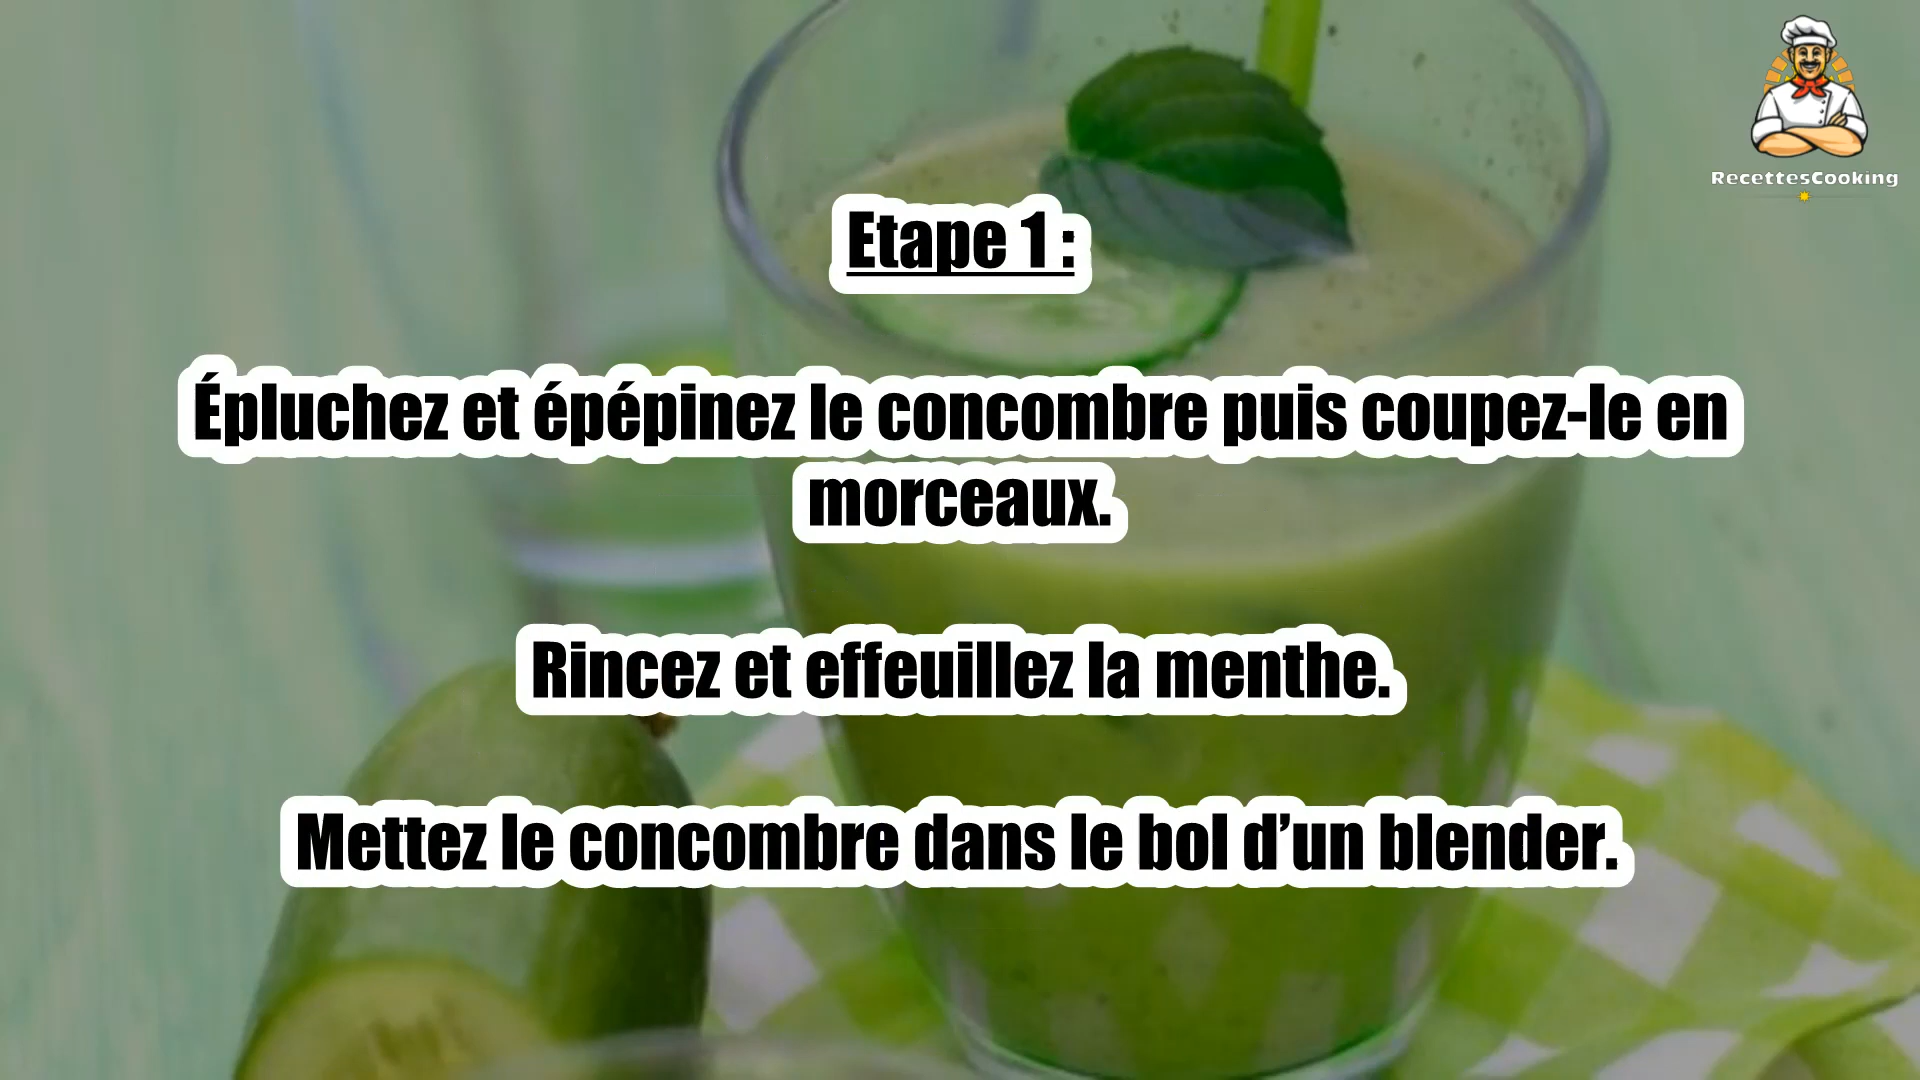 RecettesCooking
Etape 1 :
Épluchez et épépinez le concombre puis coupez-le en
morceaux.
Rincez et effeuillez la menthe.
Mettez le concombre dans le bol d’un blender.